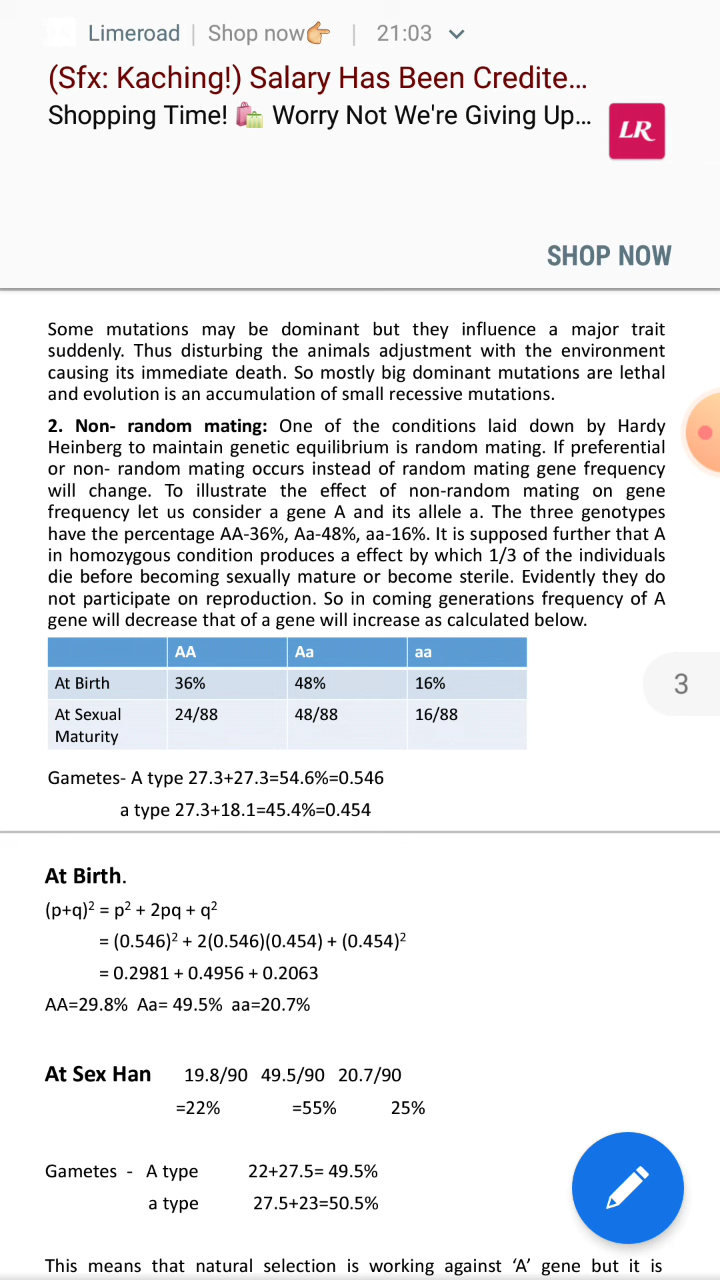 Limeroad | Shop now👉 | 21:03
(Sfx: Kaching!) Salary Has Been Credite...
Shopping Time! 🛍 Worry Not We're Giving Up...
LR
SHOP NOW
Some mutations may be dominant but they influence a major trait
suddenly. Thus disturbing the animals adjustment with the environment
causing its immediate death. So mostly big dominant mutations are lethal
and evolution is an accumulation of small recessive mutations.
2. Non- random mating: One of the conditions laid down by Hardy
Heinberg to maintain genetic equilibrium is random mating. If preferential
or non- random mating occurs instead of random mating gene frequency
will change. To illustrate the effect of non-random mating on gene
frequency let us consider a gene A and its allele a. The three genotypes
have the percentage AA-36%, Aa-48%, aa-16%. It is supposed further that A
in homozygous condition produces a effect by which 1/3 of the individuals
die before becoming sexually mature or become sterile. Evidently they do
not participate on reproduction. So in coming generations frequency of A
gene will decrease that of a gene will increase as calculated below.
AA Aa aa
At Birth 36% 48% 16%
3
At Sexual 24/88 48/88 16/88
Maturity
Gametes- A type 27.3+27.3=54.6%=0.546
a type 27.3+18.1=45.4%=0.454
At Birth.
(p+q)² = p² + 2pq + q²
= (0.546)² + 2(0.546)(0.454) + (0.454)²
= 0.2981 + 0.4956 + 0.2063
AA=29.8% Aa= 49.5% aa=20.7%
At Sex Han 19.8/90 49.5/90 20.7/90
=22% =55% 25%
Gametes - A type 22+27.5= 49.5%
a type 27.5+23=50.5%
This means that natural selection is working against ‘A’ gene but it is